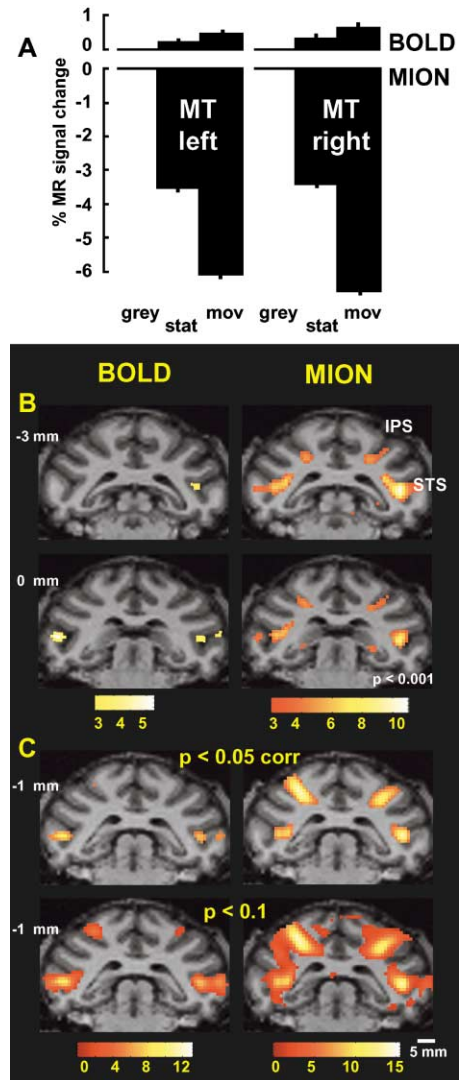 A
% MR signal change
1
0
BOLD
0
MION
-1
-2
-3
-4
-5
-6
MT left
MT right
grey stat mov
grey stat mov
BOLD MION
B
-3 mm
IPS
STS
0 mm
p < 0.001
3 4 5
3 4 6 8 10
C
p < 0.05 corr
-1 mm
p < 0.1
-1 mm
5 mm
0 4 8 12
0 5 10 15